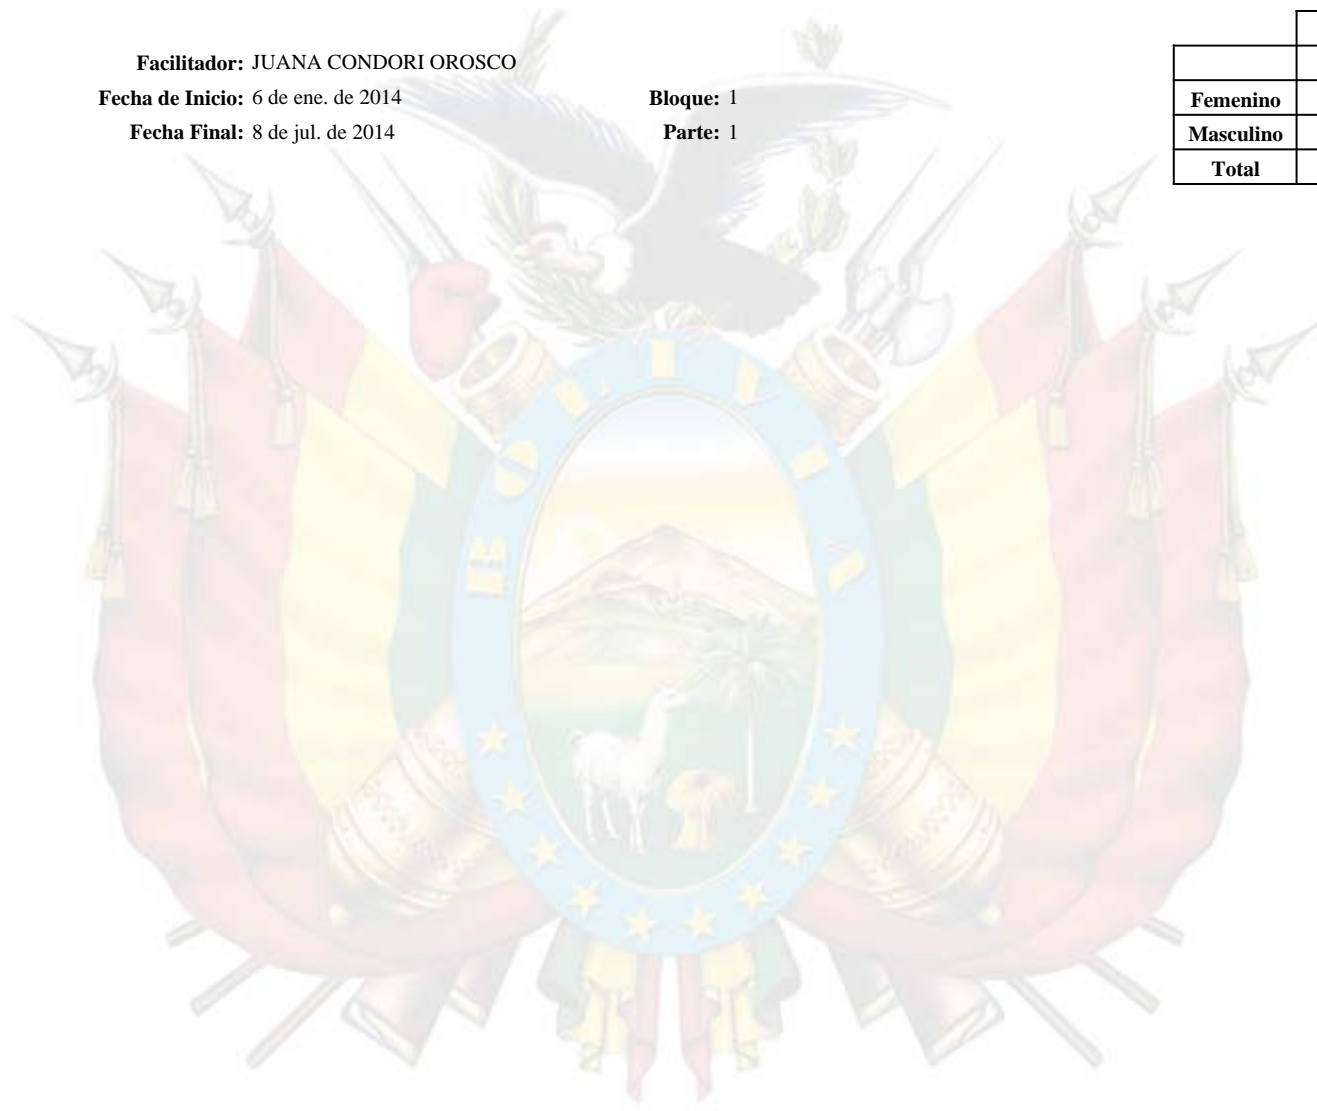 Facilitador: JUANA CONDORI OROSCO
Fecha de Inicio: 6 de ene. de 2014 Bloque: 1
Fecha Final: 8 de jul. de 2014 Parte: 1
Femenino
Masculino
Total
BOLIVIA